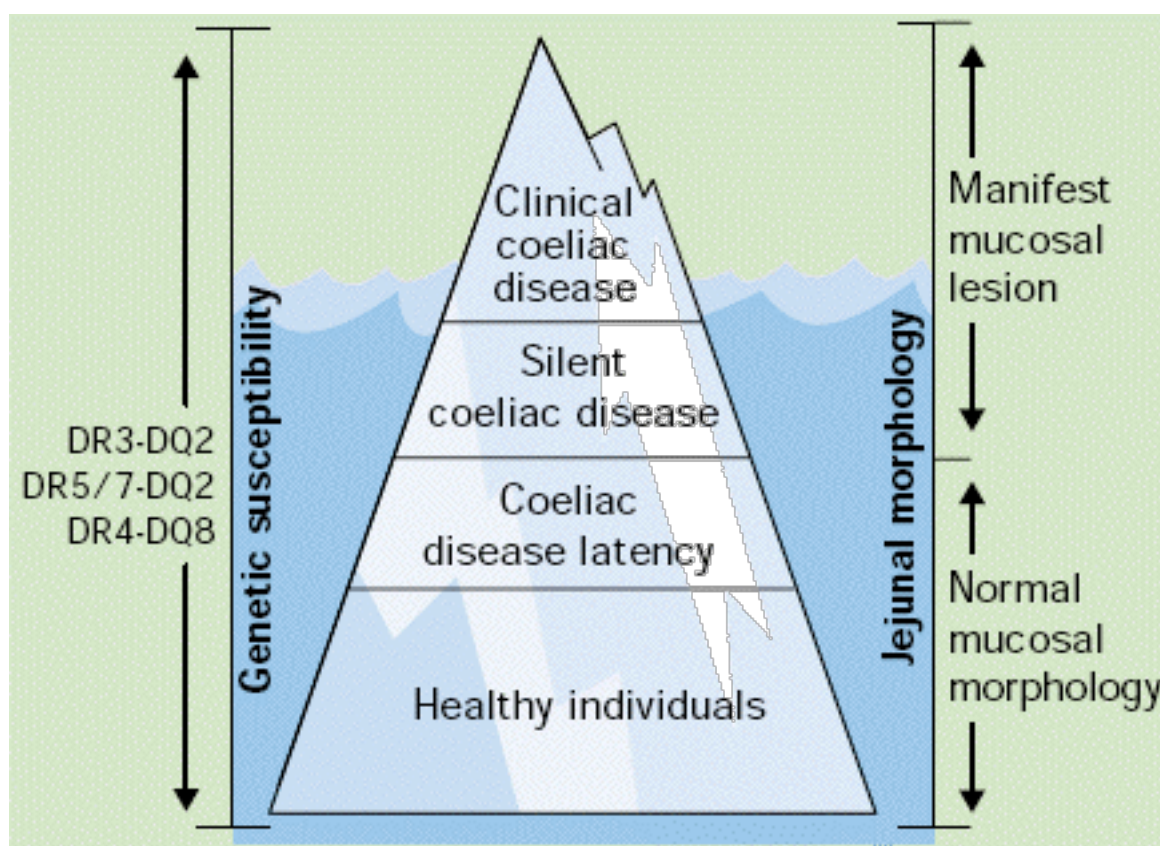 Clinical
coeliac
disease
Silent
coeliac disease
Coeliac
disease latency
Healthy individuals
Genetic susceptibility
DR3-DQ2
DR5/7-DQ2
DR4-DQ8
Jejunal morphology
Manifest
mucosal
lesion
Normal
mucosal
morphology